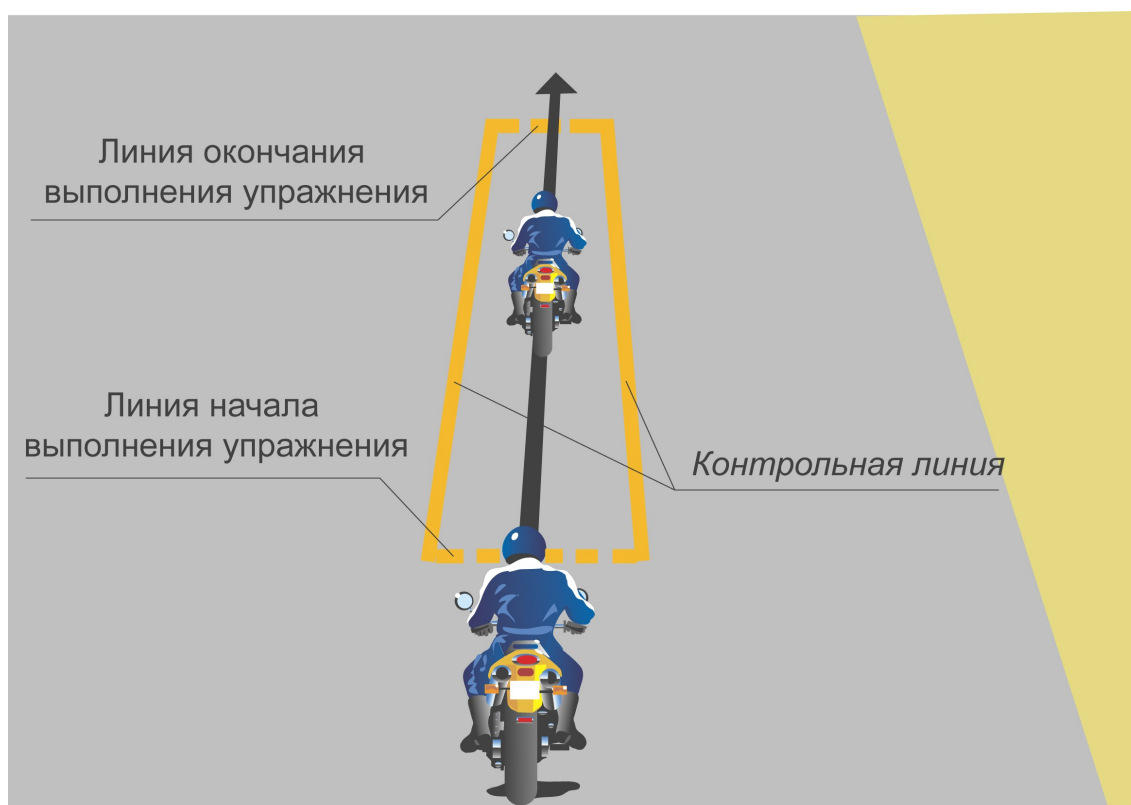 Линия окончания
выполнения упражнения
Линия начала
выполнения упражнения
Контрольная линия